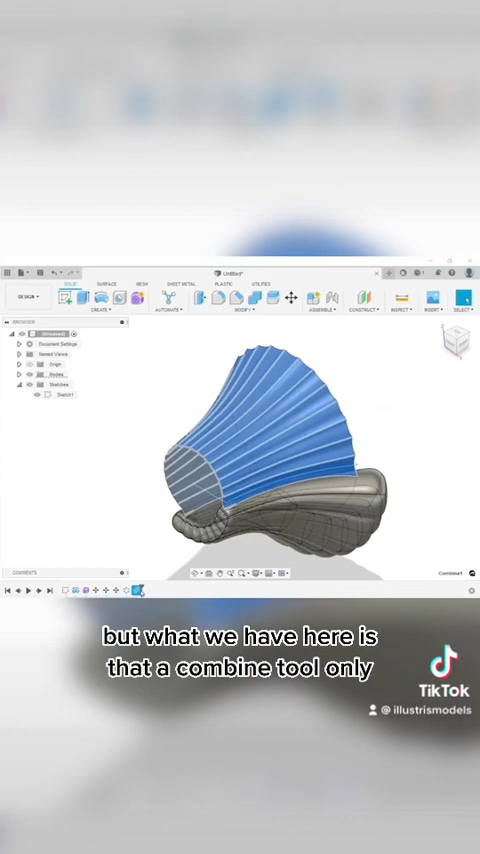 Untitled*
SOLID
SURFACE
MESH
SHEET METAL
PLASTIC
UTILITIES
DESIGN
CREATE
AUTOMATE
MODIFY
ASSEMBLE
CONSTRUCT
INSPECT
INSERT
SELECT
BROWSER
(Unsaved)
Document Settings
Named Views
Origin
Bodies
Sketches
Sketch1
COMMENTS
Combine1
but what we have here is
that a combine tool only
TikTok
@ illustrismodels